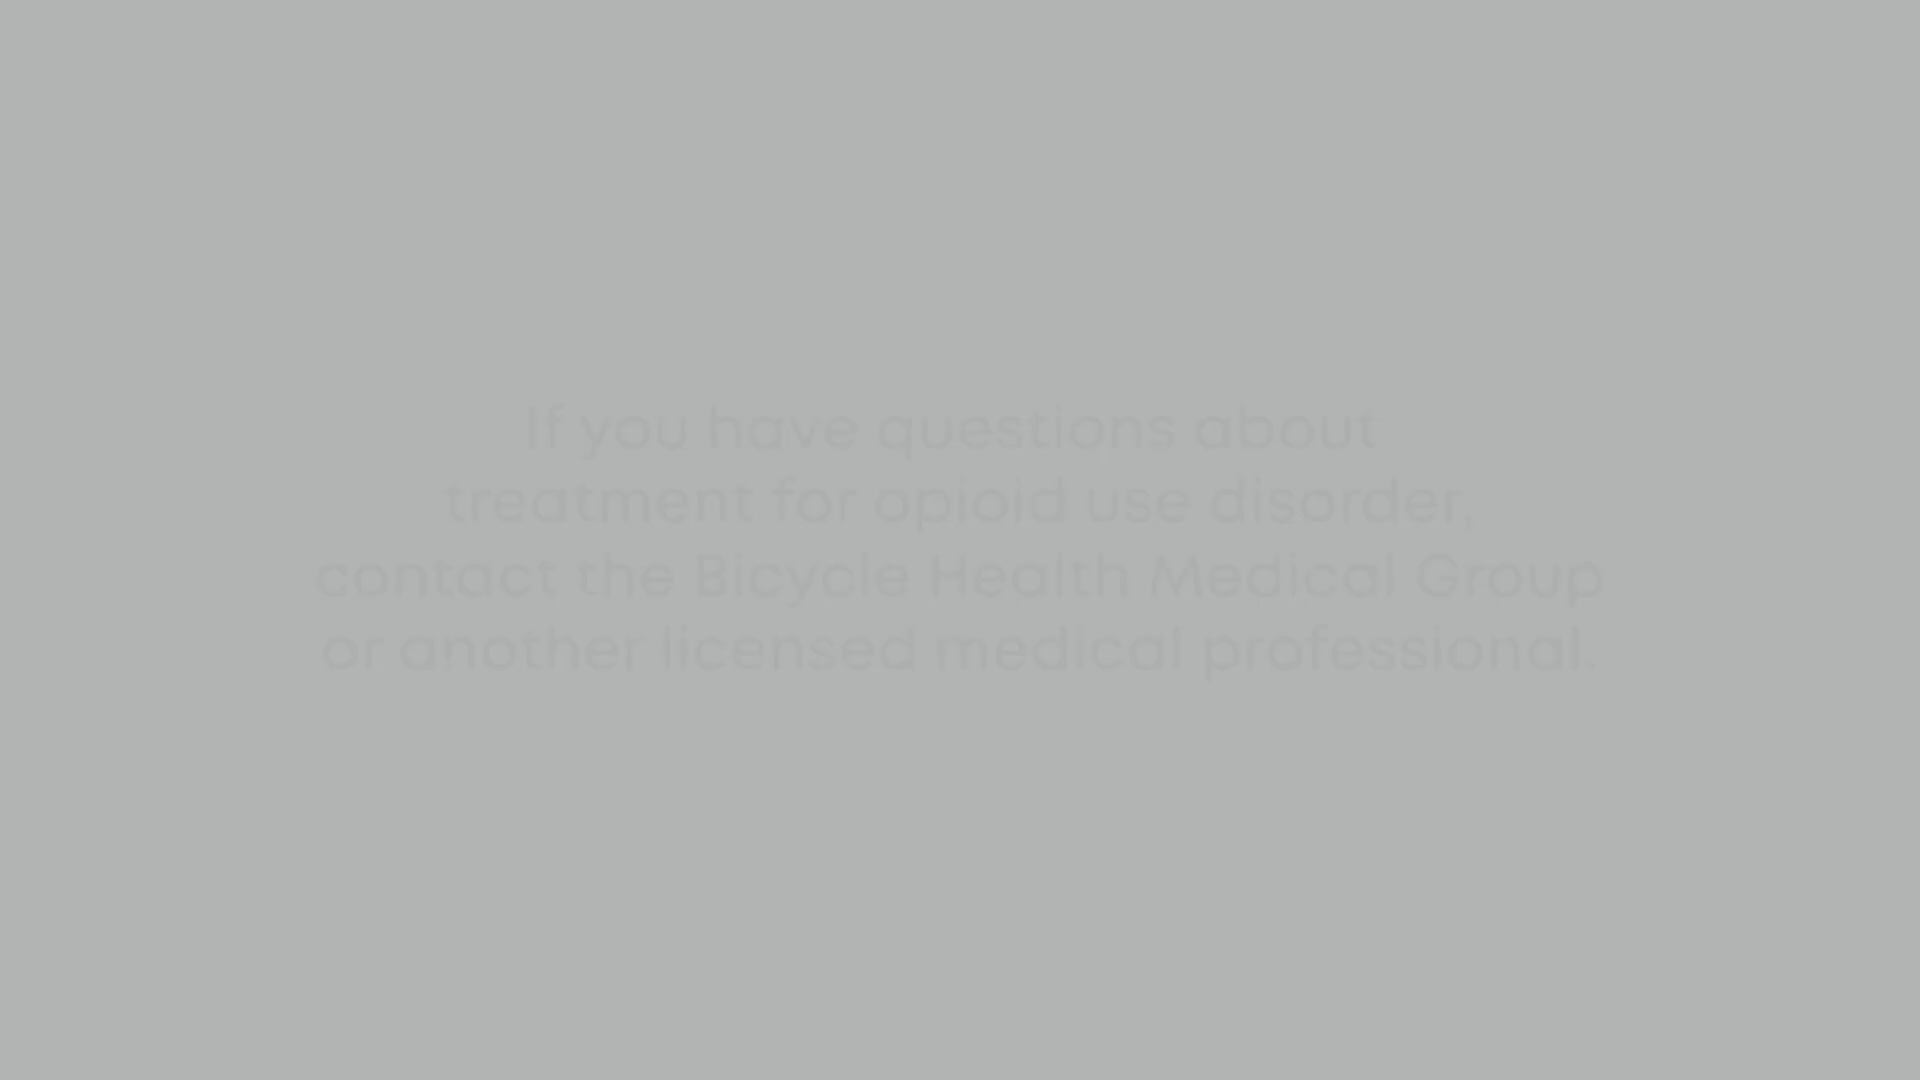 If you have questions about
treatment for opioid use disorder,
contact the Bicycle Health Medical Group
or another licensed medical professional.